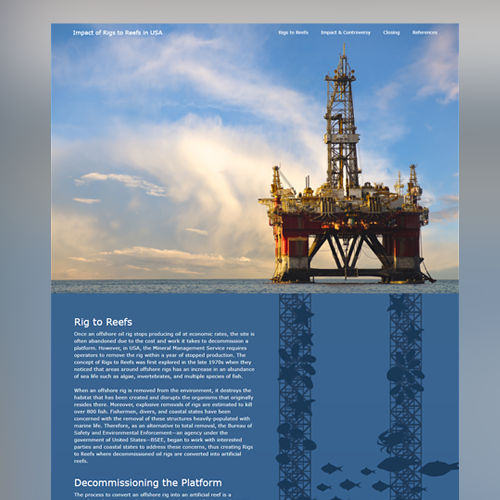 Impact of Rigs to Reefs in USA
Rigs to Reefs Impact & Controversy Closing References
Rig to Reefs
Once an offshore oil rig stops producing oil at economic rates, the site is
often abandoned due to the cost and work it takes to decommission a
platform. However, in USA, the Mineral Management Service requires
operators to remove the rig within a year of stopped production. The
concept of Rigs to Reefs was first explored in the late 1970s when they
noticed that areas around offshore rigs has an increase in an abundance
of sea life such as algae, invertebrates, and multiple species of fish.
When an offshore rig is removed from the environment, it destroys the
habitat that has been created and disrupts the organisms that originally
resides there. Moreover, explosive removals of rigs are estimated to kill
over 800 fish. Fishermen, divers, and coastal states have been
concerned with the removal of these structures heavily-populated with
marine life. Therefore, as an alternative to total removal, the Bureau of
Safety and Environmental Enforcement—an agency under the
government of United States—BSEE, began to work with interested
parties and coastal states to address these concerns, thus creating Rigs
to Reefs where decommissioned oil rigs are converted into artificial
reefs.
Decommissioning the Platform
The process to convert an offshore rig into an artificial reef is a